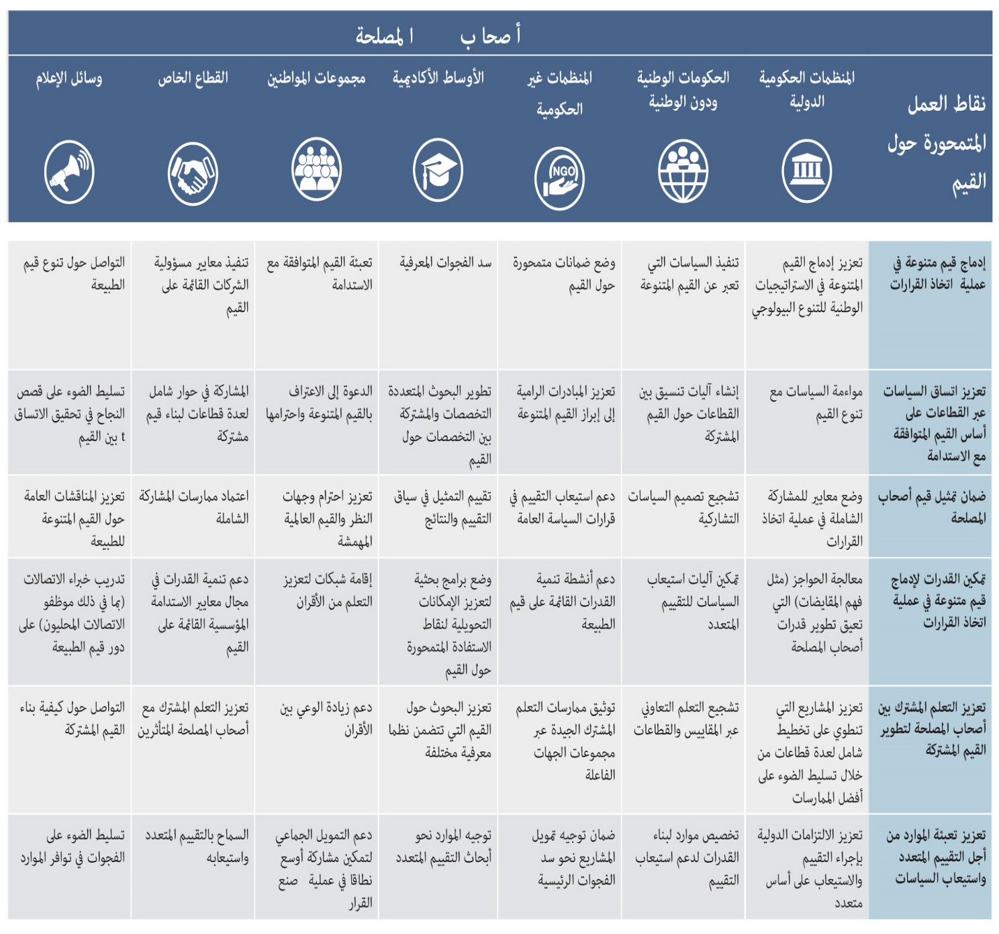 أصحاب المصلحة
نقاط العمل
المتمحورة حول
القيم
المنظمات الحكومية
الدولية
الحكومات الوطنية
ودون الوطنية
المنظمات غير
الحكومية
NGO
الأوساط الأكاديمية
مجموعات المواطنين
القطاع الخاص
وسائل الإعلام
إدماج قيم متنوعة في
عملية اتخاذ القرارات
تعزيز إدماج القيم
المتنوعة في الاستراتيجيات
الوطنية للتنوع البيولوجي
تنفيذ السياسات التي
تعبر عن القيم المتنوعة
وضع ضمانات متمحورة
حول القيم
سد الفجوات المعرفية
تعبئة القيم المتوافقة مع
الاستدامة
تنفيذ معايير مسؤولية
الشركات القائمة على
القيم
التواصل حول تنوع قيم
الطبيعة
تعزيز اتساق السياسات
عبر القطاعات على
أساس القيم المتوافقة
مع الاستدامة
مواءمة السياسات مع
تنوع القيم
إنشاء آليات تنسيق بين
القطاعات حول القيم
المشتركة
تعزيز المبادرات الرامية
إلى إبراز القيم المتنوعة
تطوير البحوث المتعددة
التخصصات والمشتركة
بين التخصصات حول
القيم
الدعوة إلى الاعتراف
بالقيم المتنوعة واحترامها
المشاركة في حوار شامل
لعدة قطاعات لبناء قيم
مشتركة
تسليط الضوء على قصص
النجاح في تحقيق الاتساق
t بين القيم
ضمان تمثيل قيم أصحاب
المصلحة
وضع معايير للمشاركة
الشاملة في عملية اتخاذ
القرارات
تشجيع تصميم السياسات
التشاركية
دعم استيعاب التقييم في
قرارات السياسة العامة
تقييم التمثيل في سياق
التقييم والنتائج
تعزيز احترام وجهات
النظر والقيم العالمية
المهمشة
اعتماد ممارسات المشاركة
الشاملة
تعزيز المناقشات العامة
حول القيم المتنوعة
للطبيعة
تمكين القدرات لإدماج
قيم متنوعة في عملية
اتخاذ القرارات
معالجة الحواجز (مثل
فهم المقايضات) التي
تعيق تطوير قدرات
أصحاب المصلحة
تمكين آليات استيعاب
السياسات للتقييم
المتعدد
دعم أنشطة تنمية
القدرات القائمة على قيم
الطبيعة
وضع برامج بحثية
لتعزيز الإمكانات
التحويلية لنقاط
الاستفادة المتمحورة
حول القيم
إقامة شبكات لتعزيز
التعلم من الأقران
دعم تنمية القدرات في
مجال معايير الاستدامة
المؤسسية القائمة على
القيم
تدريب خبراء الاتصالات
(بما في ذلك موظفو
الاتصالات المحليون) على
دور قيم الطبيعة
تعزيز التعلم المشترك بين
أصحاب المصلحة لتطوير
القيم المشتركة
تعزيز المشاريع التي
تنطوي على تخطيط
شامل لعدة قطاعات من
خلال تسليط الضوء على
أفضل الممارسات
تشجيع التعلم التعاوني
عبر المقاييس والقطاعات
توثيق ممارسات التعلم
المشترك الجيدة عبر
مجموعات الجهات
الفاعلة
تعزيز البحوث حول
القيم التي تتضمن نظما
معرفية مختلفة
دعم زيادة الوعي بين
الأقران
تعزيز التعلم المشترك مع
أصحاب المصلحة المتأثرين
التواصل حول كيفية بناء
القيم المشتركة
تعزيز تعبئة الموارد من
أجل التقييم المتعدد
واستيعاب السياسات
تعزيز الالتزامات الدولية
بإجراء التقييم
والاستيعاب على أساس
متعدد
تخصيص موارد لبناء
القدرات لدعم استيعاب
التقييم
ضمان توجيه تمويل
المشاريع نحو سد
الفجوات الرئيسية
توجيه الموارد نحو
أبحاث التقييم المتعدد
دعم التمويل الجماعي
لتمكين مشاركة أوسع
نطاقا في عملية صنع
القرار
السماح بالتقييم المتعدد
واستيعابه
تسليط الضوء على
الفجوات في توافر الموارد